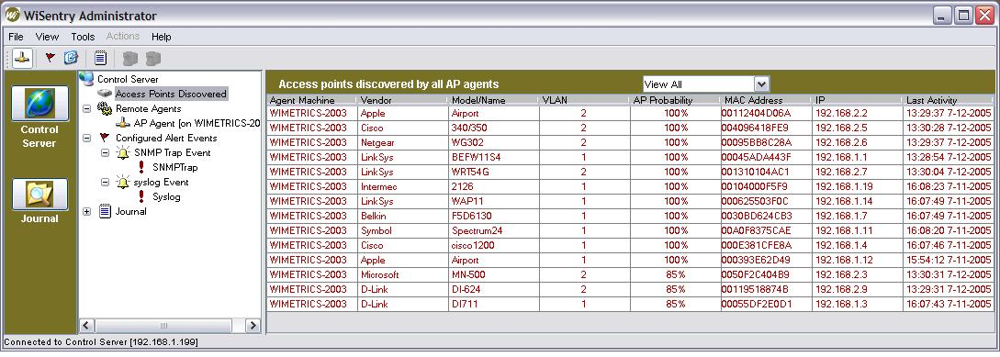 WiSentry Administrator
File View Tools Actions Help
Control Server
Journal
Control Server
Access Points Discovered
Remote Agents
AP Agent [on WIMETRICS-20
Configured Alert Events
SNMP Trap Event
SNMPTrap
syslog Event
Syslog
Journal
Access points discovered by all AP agents View All
Agent Machine Vendor Model/Name VLAN AP Probability MAC Address IP Last Activity
WIMETRICS-2003 Apple Airport 2 100% 00112404D06A 192.168.2.2 13:29:37 7-12-2005
WIMETRICS-2003 Cisco 340/350 2 100% 004096418FE9 192.168.2.5 13:30:28 7-12-2005
WIMETRICS-2003 Netgear WG302 2 100% 00095BB8C28A 192.168.2.6 13:29:37 7-12-2005
WIMETRICS-2003 LinkSys BEFW11S4 1 100% 00045ADA443F 192.168.1.1 13:28:54 7-12-2005
WIMETRICS-2003 LinkSys WRT54G 2 100% 001310104AC1 192.168.2.7 13:30:04 7-12-2005
WIMETRICS-2003 Intermec 2126 1 100% 00104000F5F9 192.168.1.19 16:08:23 7-11-2005
WIMETRICS-2003 LinkSys WAP11 1 100% 000625503F0C 192.168.1.14 16:07:49 7-11-2005
WIMETRICS-2003 Belkin F5D6130 1 100% 0030BD624CB3 192.168.1.7 16:07:49 7-11-2005
WIMETRICS-2003 Symbol Spectrum24 1 100% 00A0F8375CAE 192.168.1.11 16:08:20 7-11-2005
WIMETRICS-2003 Cisco cisco1200 1 100% 000E381CFE8A 192.168.1.4 16:07:46 7-11-2005
WIMETRICS-2003 Apple Airport 1 100% 000393E62D49 192.168.1.12 15:54:12 7-11-2005
WIMETRICS-2003 Microsoft MN-500 2 85% 0050F2C404B9 192.168.2.3 13:30:31 7-12-2005
WIMETRICS-2003 D-Link DI-624 2 85% 00119518874B 192.168.2.9 13:29:31 7-12-2005
WIMETRICS-2003 D-Link DI711 1 85% 00055DF2E0D1 192.168.1.3 16:07:43 7-11-2005
Connected to Control Server [192.168.1.199]